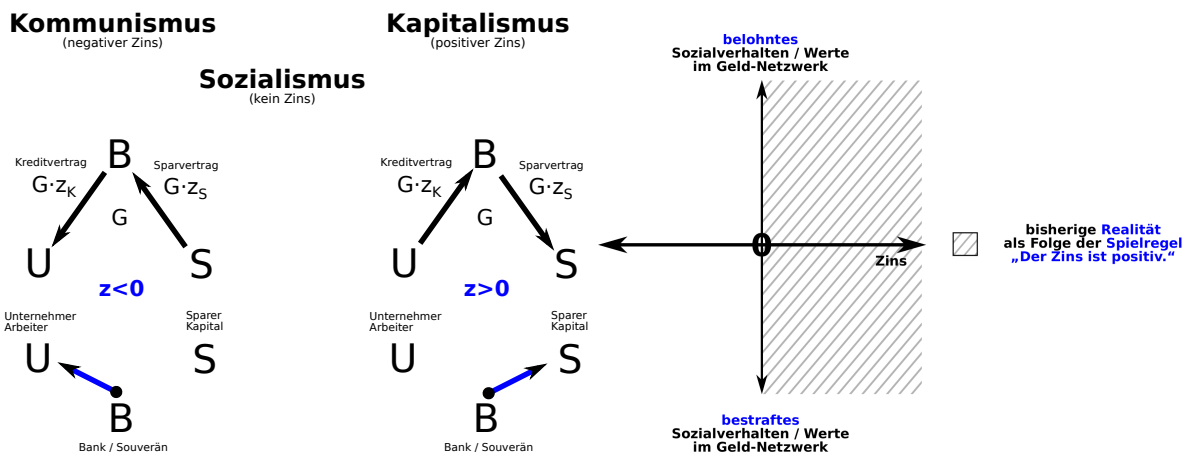 Kommunismus
(negativer Zins)
Kapitalismus
(positiver Zins)
Sozialismus
(kein Zins)
B
Kreditvertrag
Sparvertrag
G·zK
G·zS
G
U
S
z<0
Unternehmer
Arbeiter
Sparer
Kapital
U
S
B
Bank / Souverän
B
Kreditvertrag
Sparvertrag
G·zK
G·zS
G
U
S
z>0
Unternehmer
Arbeiter
Sparer
Kapital
U
S
B
Bank / Souverän
belohntes
Sozialverhalten / Werte
im Geld-Netzwerk
0
Zins
bestraftes
Sozialverhalten / Werte
im Geld-Netzwerk
bisherige Realität
als Folge der Spielregel
„Der Zins ist positiv.“